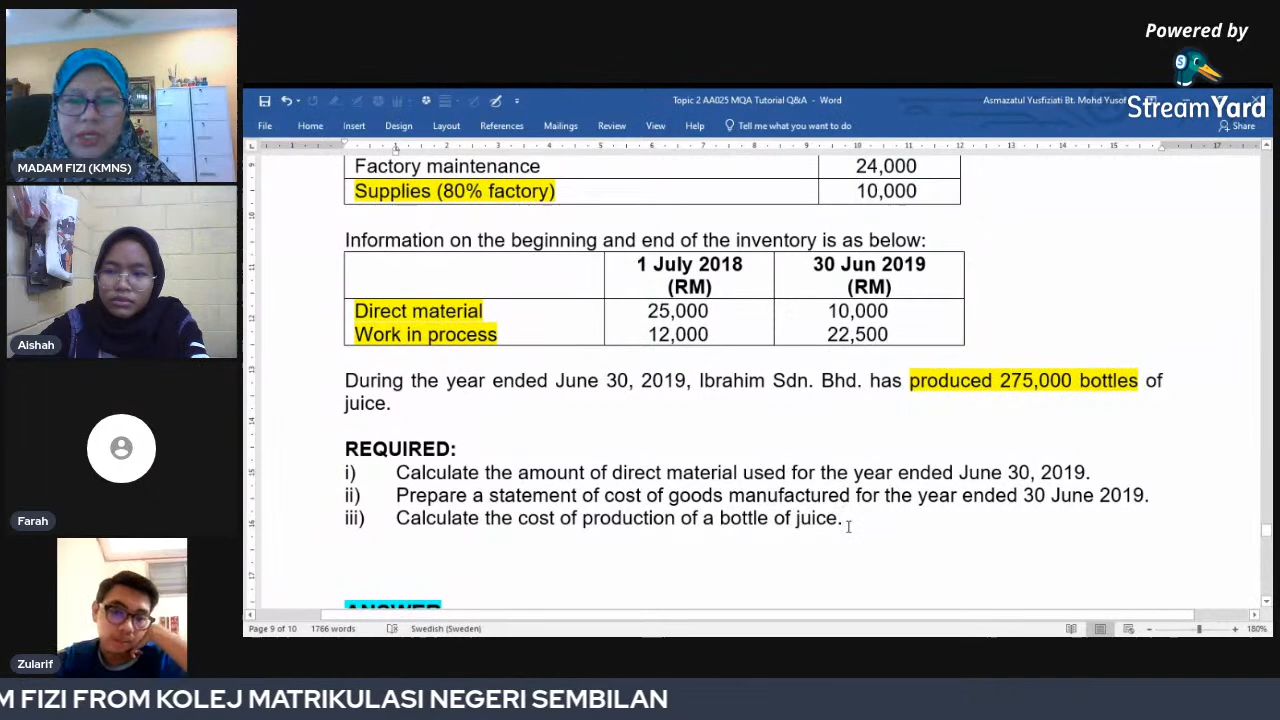 Powered by
StreamYard
MADAM FIZI (KMNS)
Aishah
Farah
Zularif
Topic 2 AA025 MQA Tutorial Q&A - Word
Asmazatul Yusfiziati Bt. Mohd Yusof
File Home Insert Design Layout References Mailings Review View Help Tell me what you want to do Share
Factory maintenance 24,000
Supplies (80% factory) 10,000
Information on the beginning and end of the inventory is as below:
1 July 2018 30 Jun 2019
(RM) (RM)
Direct material 25,000 10,000
Work in process 12,000 22,500
During the year ended June 30, 2019, Ibrahim Sdn. Bhd. has produced 275,000 bottles of
juice.
REQUIRED:
i) Calculate the amount of direct material used for the year ended June 30, 2019.
ii) Prepare a statement of cost of goods manufactured for the year ended 30 June 2019.
iii) Calculate the cost of production of a bottle of juice.
ANSWER
Page 9 of 10 1766 words Swedish (Sweden) 180%
M FIZI FROM KOLEJ MATRIKULASI NEGERI SEMBILAN